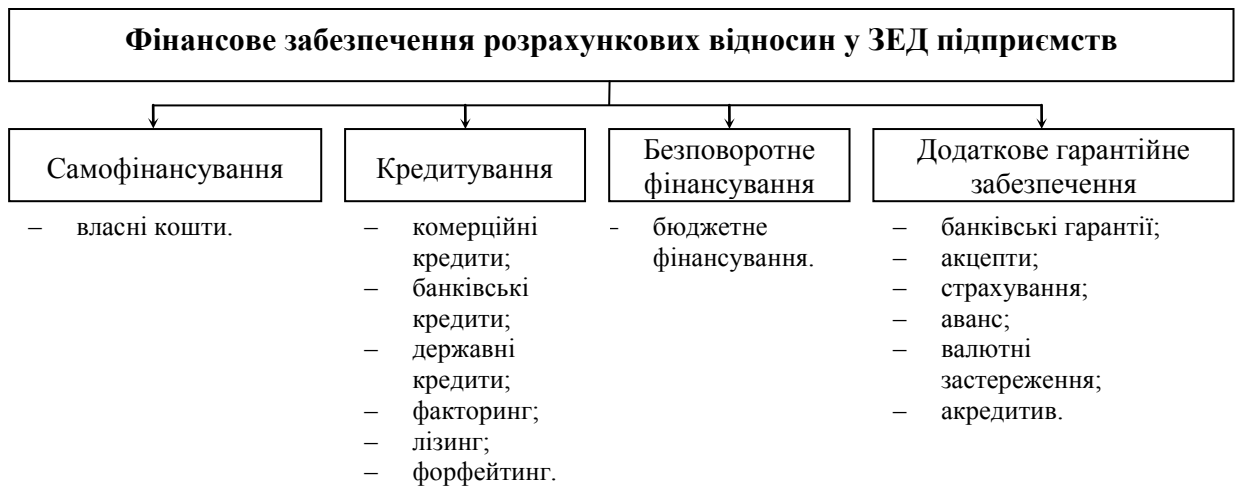 Фінансове забезпечення розрахункових відносин у ЗЕД підприємств
Самофінансування
– власні кошти.
Кредитування
– комерційні
кредити;
– банківські
кредити;
– державні
кредити;
– факторинг;
– лізинг;
– форфейтинг.
Безповоротне
фінансування
- бюджетне
фінансування.
Додаткове гарантійне
забезпечення
– банківські гарантії;
– акцепти;
– страхування;
– аванс;
– валютні
застереження;
– акредитив.